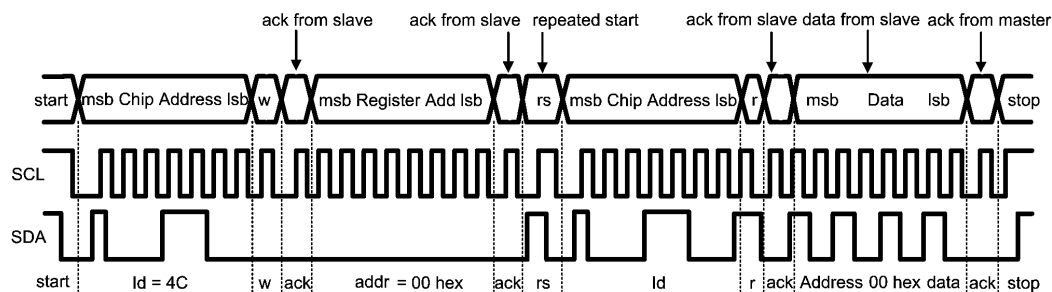 ack from slave ack from slave repeated start ack from slave data from slave ack from master
start msb Chip Address lsb w msb Register Add lsb rs msb Chip Address lsb r msb Data lsb stop
SCL
SDA
start Id = 4C w ack addr = 00 hex ack rs Id r ack Address 00 hex data ack stop